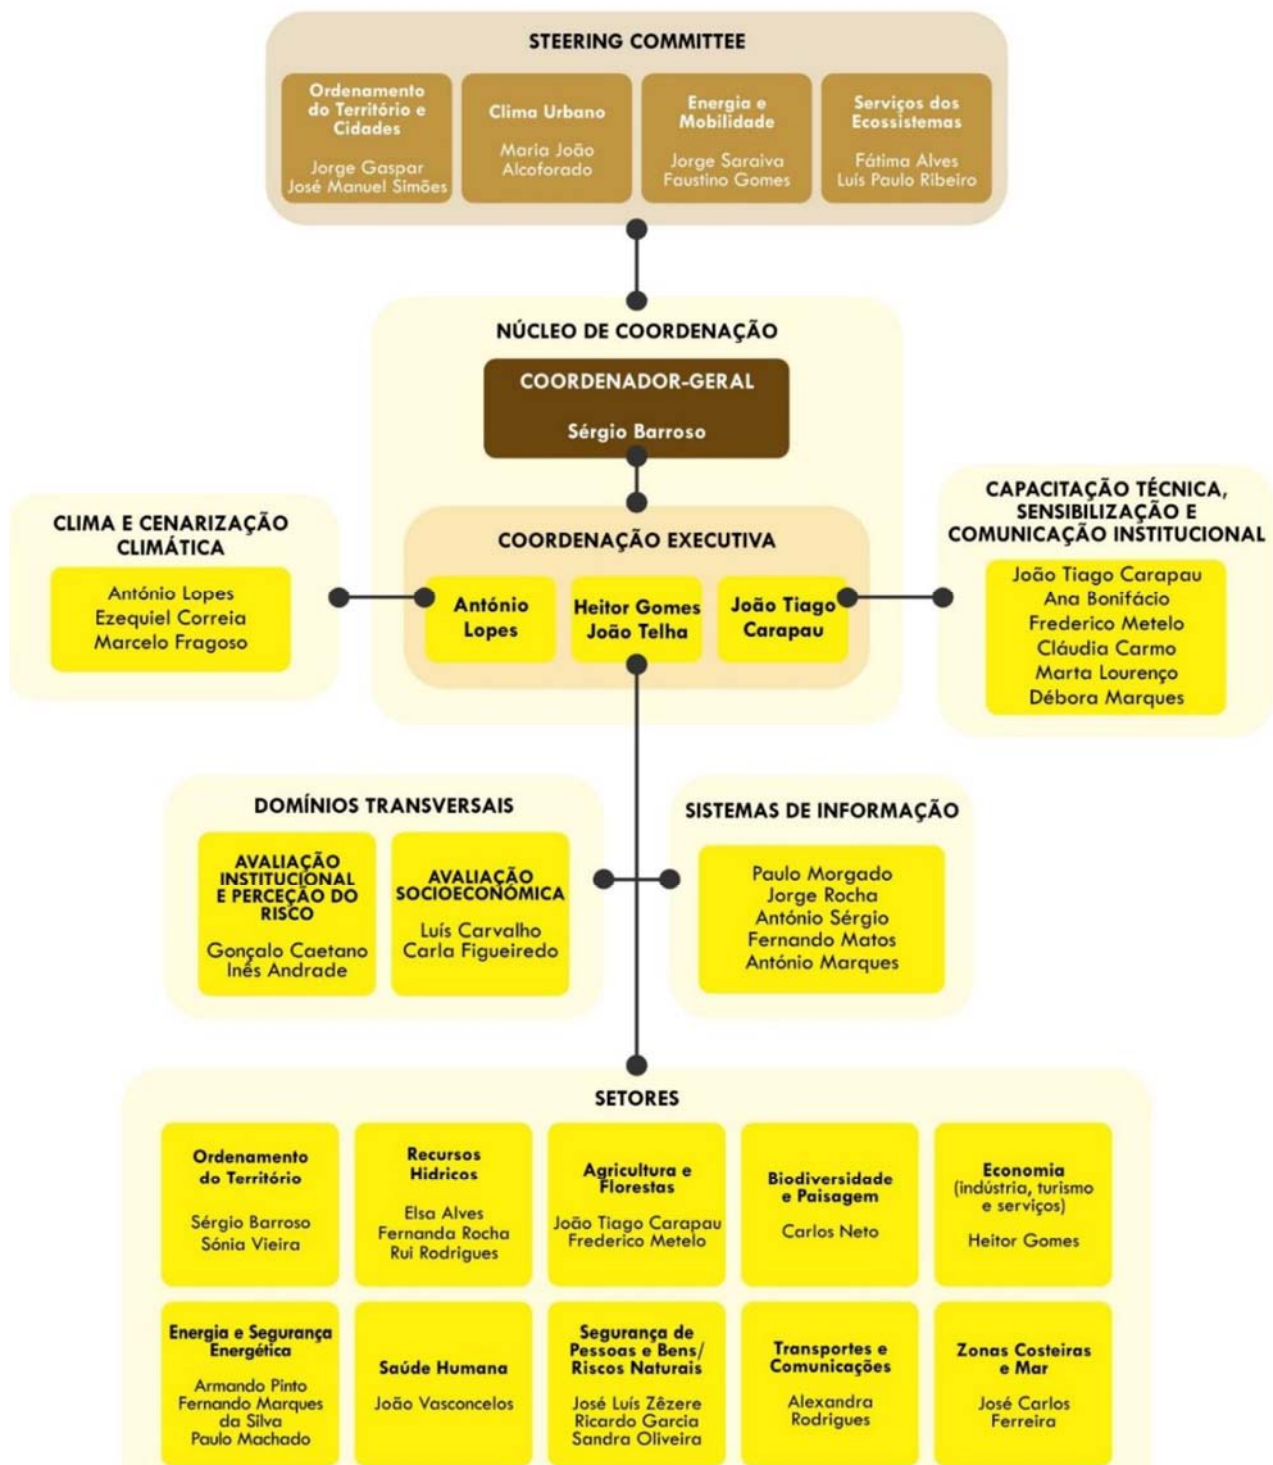 STEERING COMMITTEE
Ordenamento
do Território e
Cidades
Jorge Gaspar
José Manuel Simões
Clima Urbano
Maria João
Alcoforado
Energia e
Mobilidade
Jorge Saraiva
Faustino Gomes
Serviços dos
Ecossistemas
Fátima Alves
Luís Paulo Ribeiro
NÚCLEO DE COORDENAÇÃO
COORDENADOR-GERAL
Sérgio Barroso
CLIMA E CENARIZAÇÃO
CLIMÁTICA
António Lopes
Ezequiel Correia
Marcelo Fragoso
COORDENAÇÃO EXECUTIVA
António
Lopes
Heitor Gomes
João Telha
João Tiago
Carapau
CAPACITAÇÃO TÉCNICA,
SENSIBILIZAÇÃO E
COMUNICAÇÃO INSTITUCIONAL
João Tiago Carapau
Ana Bonifácio
Frederico Metelo
Cláudia Carmo
Marta Lourenço
Débora Marques
DOMÍNIOS TRANSVERSAIS
AVALIAÇÃO
INSTITUCIONAL
E PERCEÇÃO DO
RISCO
Gonçalo Caetano
Inês Andrade
AVALIAÇÃO
SOCIOECONÓMICA
Luís Carvalho
Carla Figueiredo
SISTEMAS DE INFORMAÇÃO
Paulo Morgado
Jorge Rocha
António Sérgio
Fernando Matos
António Marques
SETORES
Ordenamento
do Território
Sérgio Barroso
Sónia Vieira
Recursos
Hídricos
Elsa Alves
Fernanda Rocha
Rui Rodrigues
Agricultura e
Florestas
João Tiago Carapau
Frederico Metelo
Biodiversidade
e Paisagem
Carlos Neto
Economia
(indústria, turismo
e serviços)
Heitor Gomes
Energia e Segurança
Energética
Armando Pinto
Fernando Marques
da Silva
Paulo Machado
Saúde Humana
João Vasconcelos
Segurança de
Pessoas e Bens/
Riscos Naturais
José Luís Zêzere
Ricardo Garcia
Sandra Oliveira
Transportes e
Comunicações
Alexandra
Rodrigues
Zonas Costeiras
e Mar
José Carlos
Ferreira